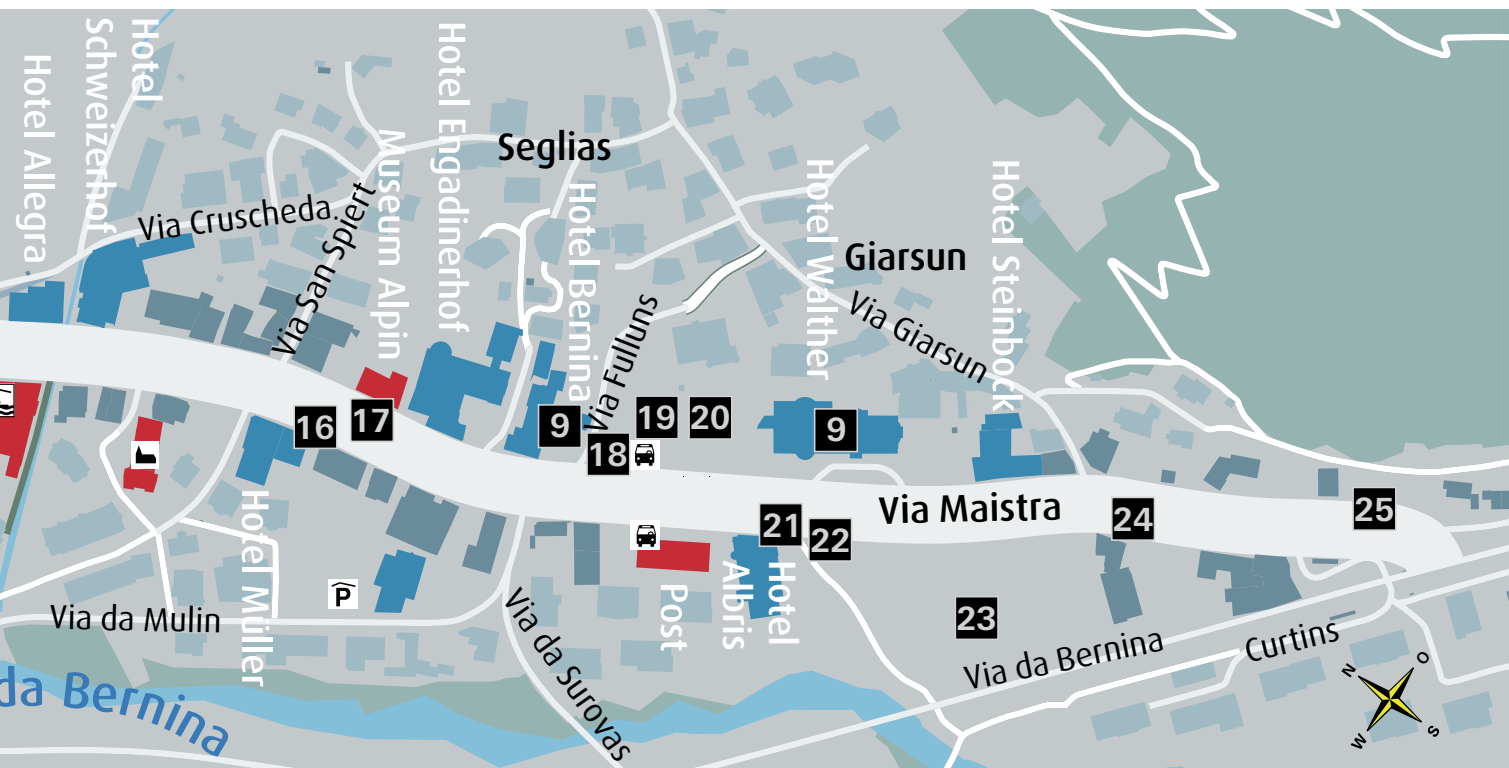 Hotel Allegra
Hotel
Schweizerhof
Via Cruscheda
Via San Spiert
Museum Alpin
Hotel Engadinerhof
Seglias
Hotel Bernina
Via Fulluns
Hotel Walther
Giarsun
Via Giarsun
Hotel Steinbock
16
17
9
18
19
20
9
Via Maistra
21
22
24
25
23
P
Hotel Müller
Post
Hotel
Albris
Via da Mulin
Via da Surovas
Via da Bernina
Curtins
da Bernina
N
O
W
S